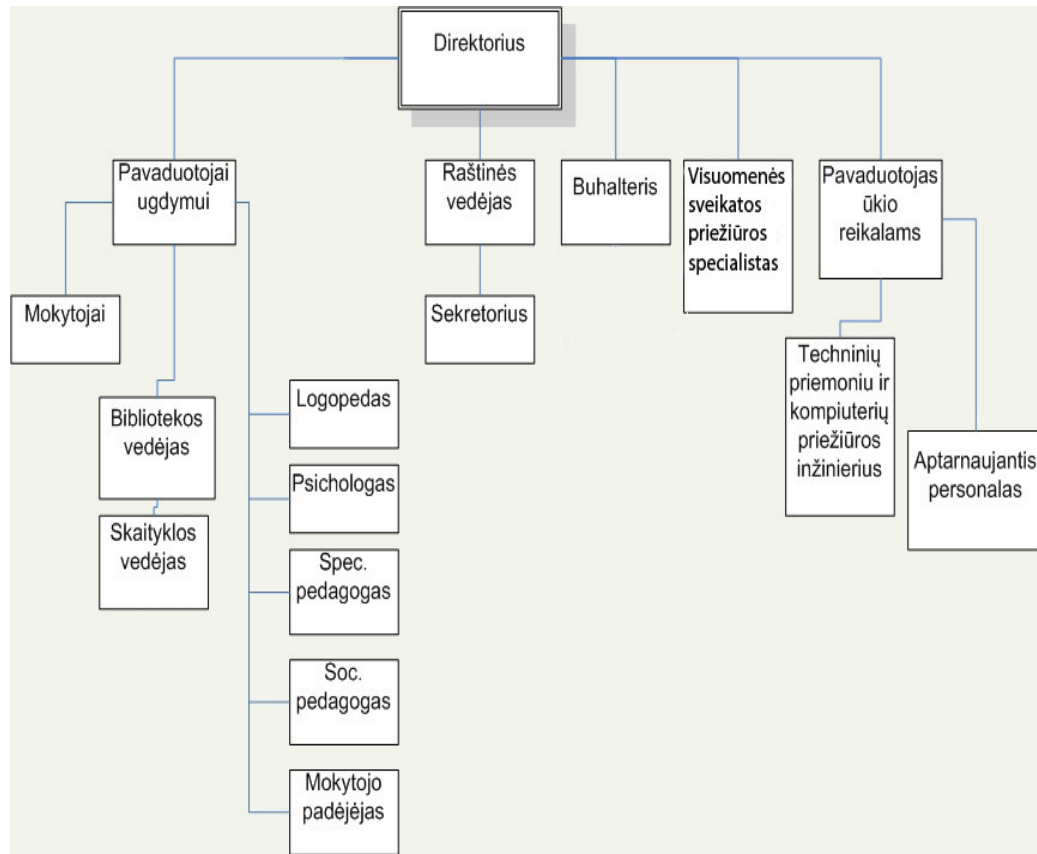 Direktorius
Pavaduotojai
ugdymui
Raštinės
vedėjas
Buhalteris
Visuomenės
sveikatos
priežiūros
specialistas
Pavaduotojas
ūkio
reikalams
Mokytojai
Sekretorius
Techninių
priemoniu ir
kompiuterių
priežiūros
inžinierius
Aptarnaujantis
personalas
Bibliotekos
vedėjas
Skaityklos
vedėjas
Logopedas
Psichologas
Spec.
pedagogas
Soc.
pedagogas
Mokytojo
padėjėjas